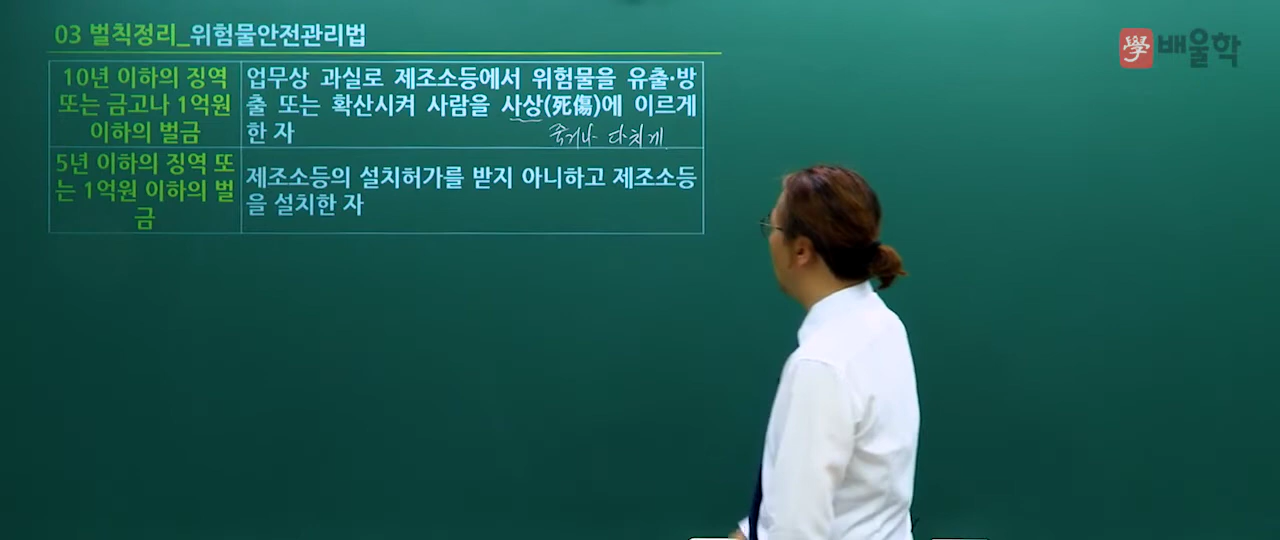 03 벌칙정리_위험물안전관리법
學 배울학
10년 이하의 징역
또는 금고나 1억원
이하의 벌금
업무상 과실로 제조소등에서 위험물을 유출·방
출 또는 확산시켜 사람을 사상(死傷)에 이르게
한 자
죽거나 다치게
5년 이하의 징역 또
는 1억원 이하의 벌
금
제조소등의 설치허가를 받지 아니하고 제조소등
을 설치한 자